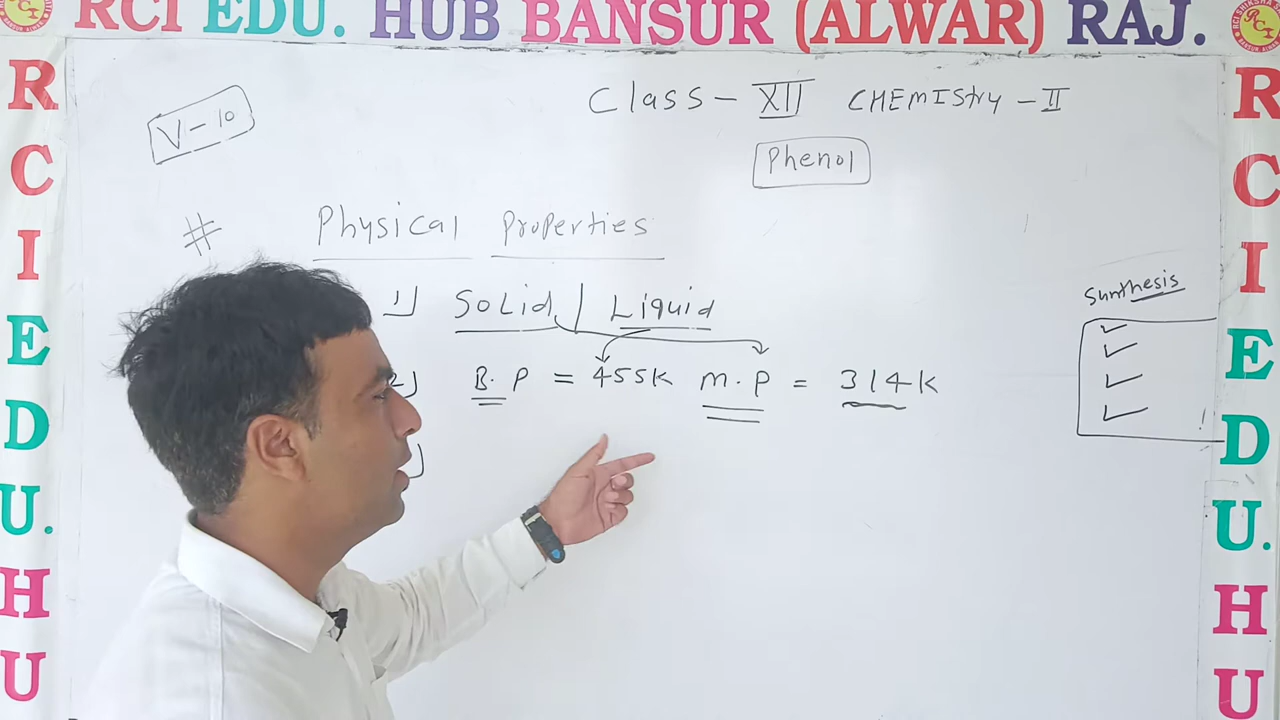 RCI EDU. HUB BANSUR (ALWAR) RAJ.
Class - XII CHEMISTRY - II
V-10
Phenol
# Physical Properties
1) Solid / Liquid
2) B.P = 455K M.P = 314K
)
Sunthesis
R
C
I
E
D
U.
H
U
R
C
I
E
D
U.
H
U